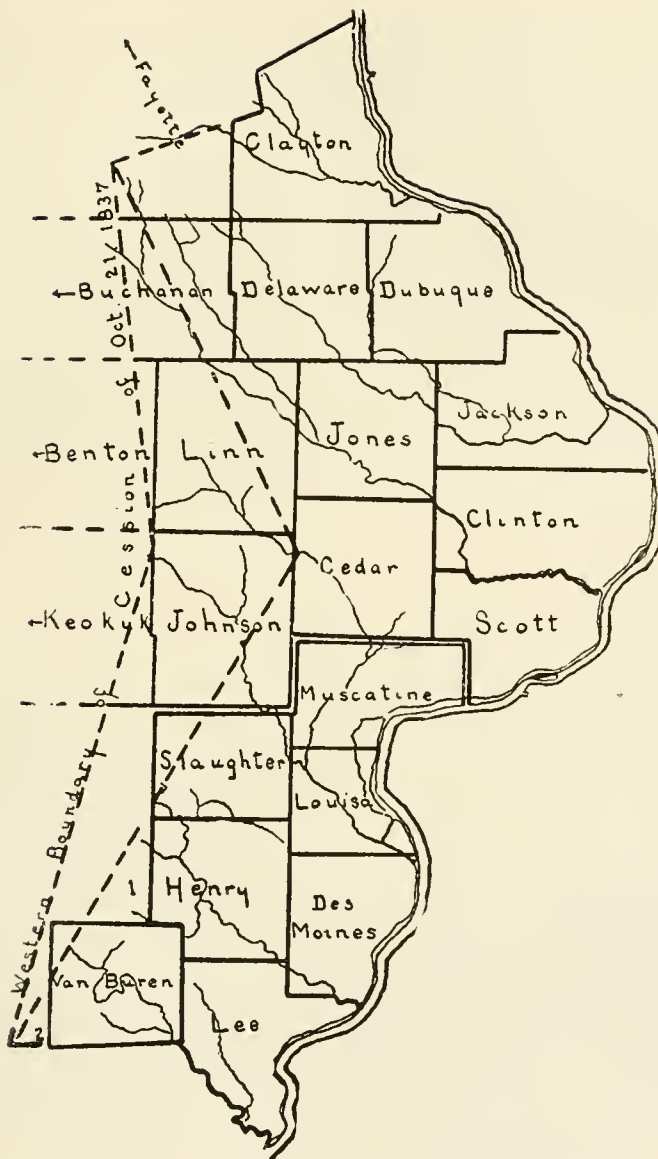 ←Fayette
Clayton
←Buchanan
Delaware
Dubuque
Jackson
←Benton
Linn
Jones
Clinton
←Keokyk
Johnson
Cedar
Scott
Muscatine
Slaughter
Louisa
1
Henry
Des
Moines
Van Buren
Lee
2
Western Boundary of Cession of Oct. 21 1837